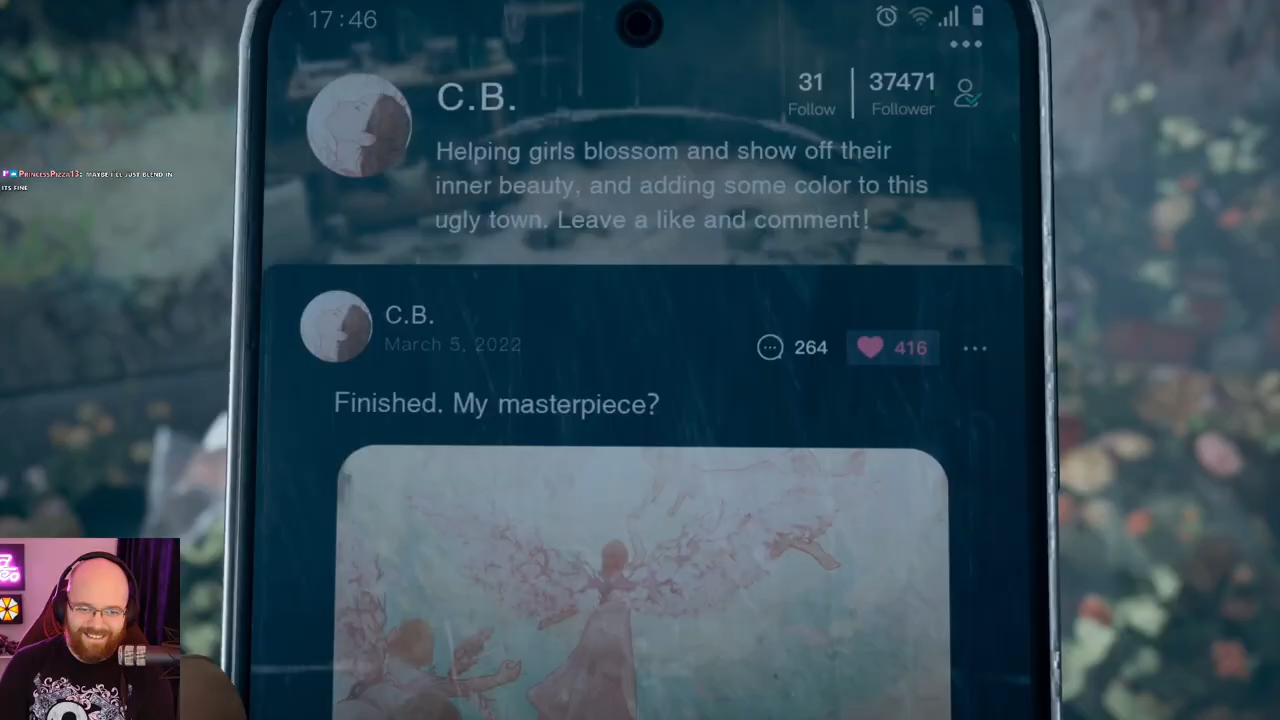 17:46
C.B.
31
Follow
37471
Follower
Helping girls blossom and show off their
inner beauty, and adding some color to this
ugly town. Leave a like and comment!
PrincessPizza13: MAYBE I'LL JUST BLEND IN
ITS FINE
C.B.
March 5, 2022
264
416
Finished. My masterpiece?